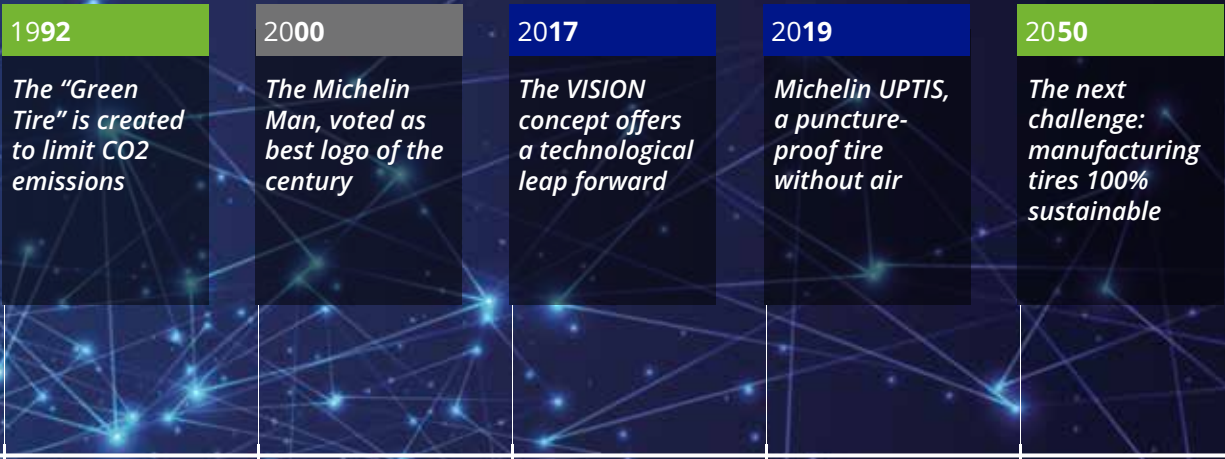 1992
The “Green
Tire” is created
to limit CO2
emissions
2000
The Michelin
Man, voted as
best logo of the
century
2017
The VISION
concept offers
a technological
leap forward
2019
Michelin UPTIS,
a puncture-
proof tire
without air
2050
The next
challenge:
manufacturing
tires 100%
sustainable